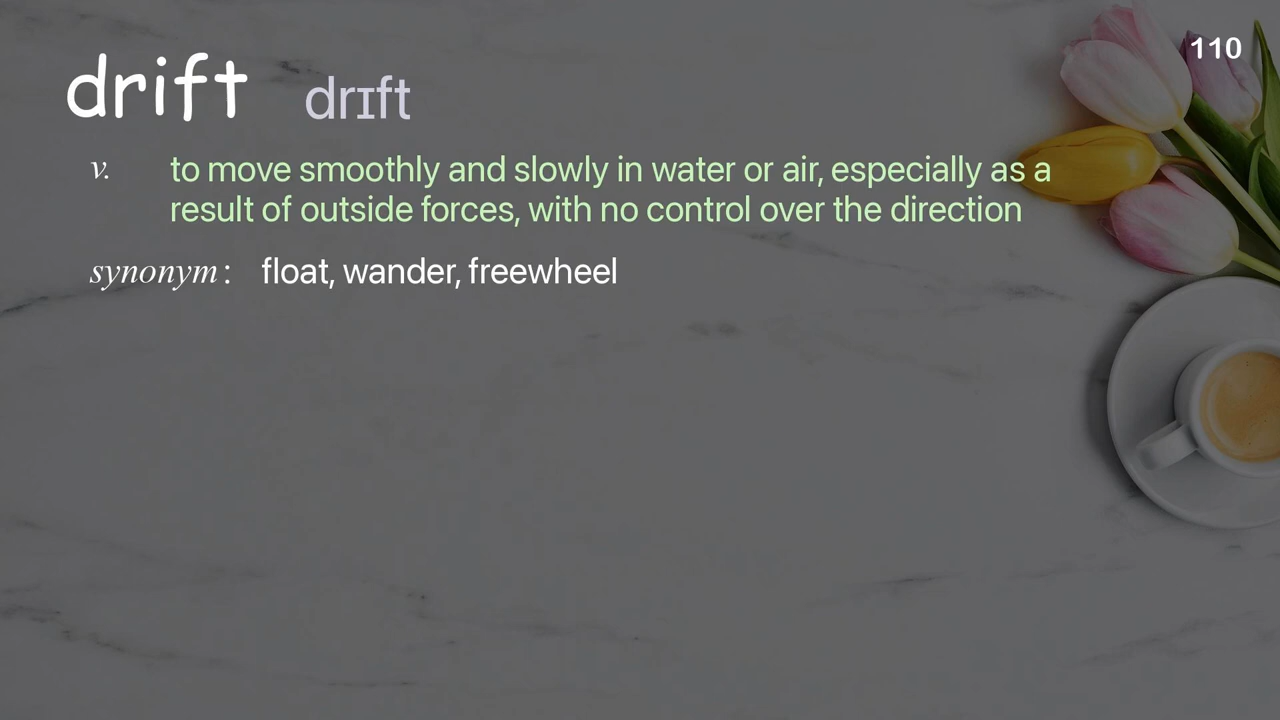 110
drift drɪft
v. to move smoothly and slowly in water or air, especially as a
result of outside forces, with no control over the direction
synonym : float, wander, freewheel